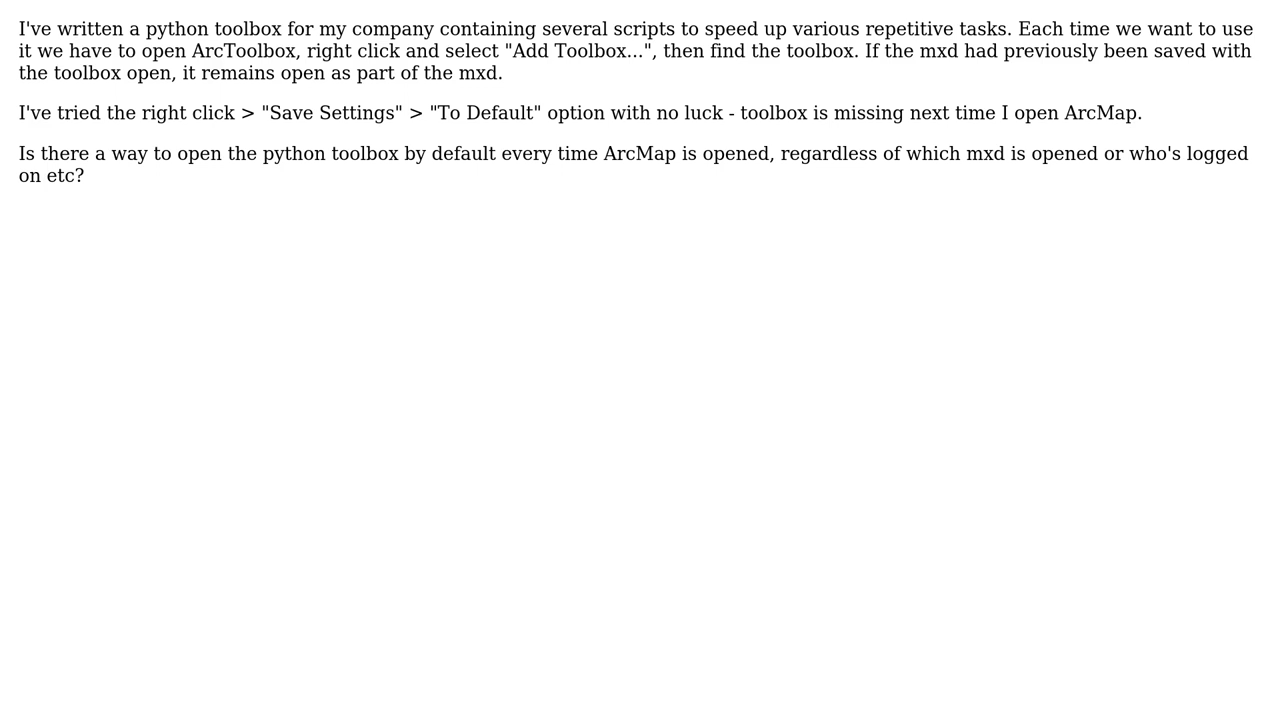 I've written a python toolbox for my company containing several scripts to speed up various repetitive tasks. Each time we want to use
it we have to open ArcToolbox, right click and select "Add Toolbox...", then find the toolbox. If the mxd had previously been saved with
the toolbox open, it remains open as part of the mxd.
I've tried the right click > "Save Settings" > "To Default" option with no luck - toolbox is missing next time I open ArcMap.
Is there a way to open the python toolbox by default every time ArcMap is opened, regardless of which mxd is opened or who's logged
on etc?